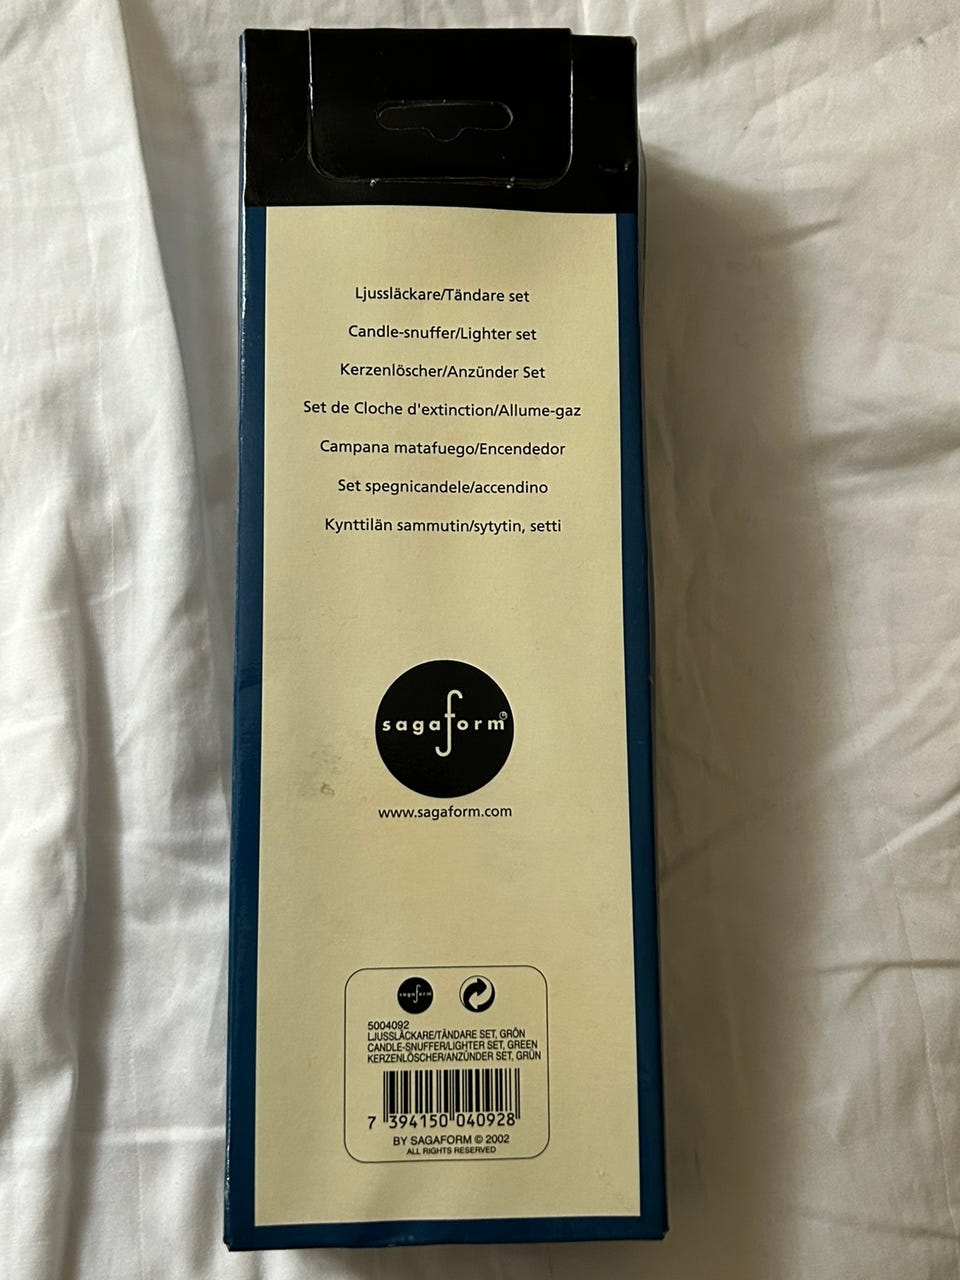 Ljussläckare/Tändare set
Candle-snuffer/Lighter set
Kerzenlöscher/Anzünder Set
Set de Cloche d'extinction/Allume-gaz
Campana matafuego/Encendedor
Set spegnicandele/accendino
Kynttilän sammutin/sytytin, setti
sagaform®
www.sagaform.com
sagaform
5004092
LJUSSLÄCKARE/TÄNDARE SET, GRÖN
CANDLE-SNUFFER/LIGHTER SET, GREEN
KERZENLÖSCHER/ANZÜNDER SET, GRÜN
7 394150 040928
BY SAGAFORM © 2002
ALL RIGHTS RESERVED